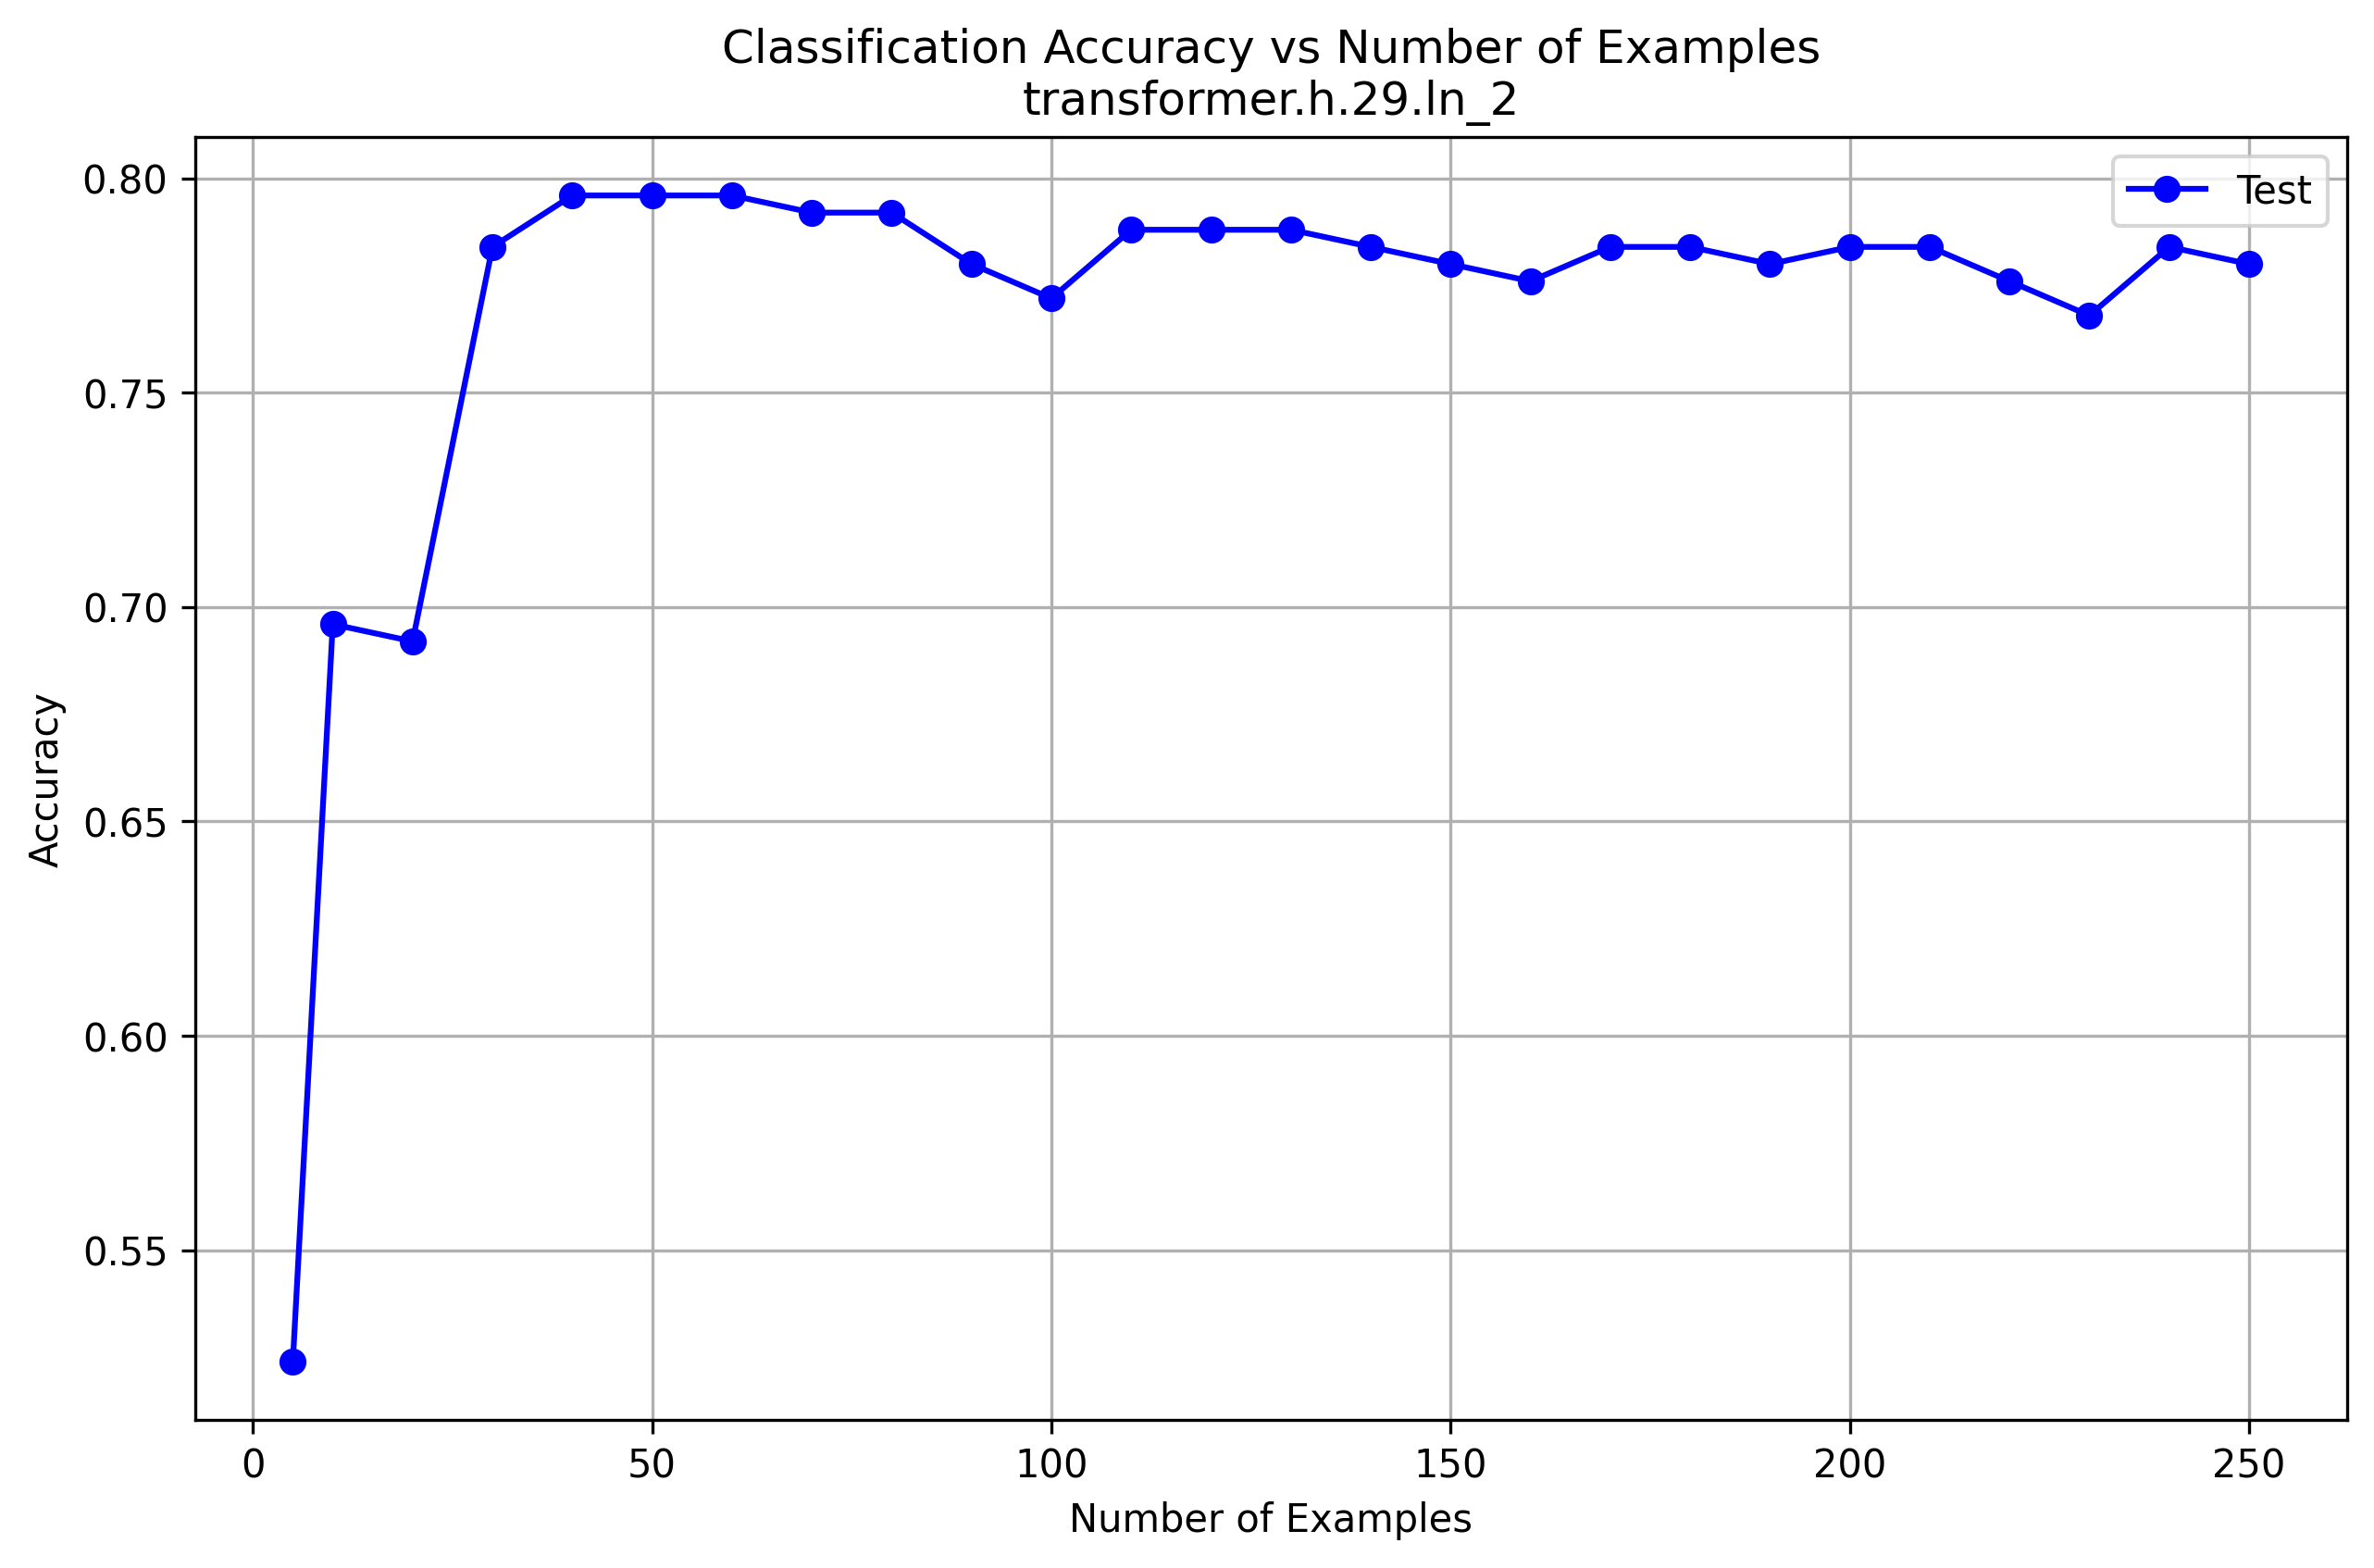 Classification Accuracy vs Number of Examples
transformer.h.29.ln_2
Test
0.80
0.75
0.70
0.65
0.60
0.55
Accuracy
0 50 100 150 200 250
Number of Examples